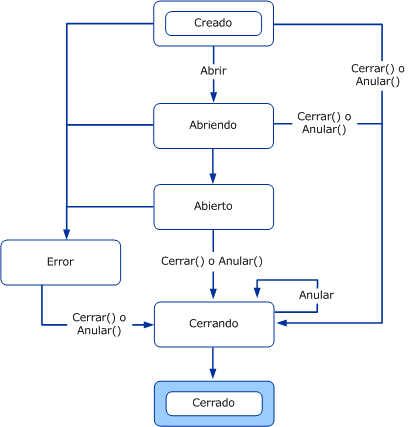 Creado
Abrir
Cerrar() o
Anular()
Abriendo
Cerrar() o
Anular()
Abierto
Cerrar() o Anular()
Error
Anular
Cerrar() o
Anular()
Cerrando
Cerrado